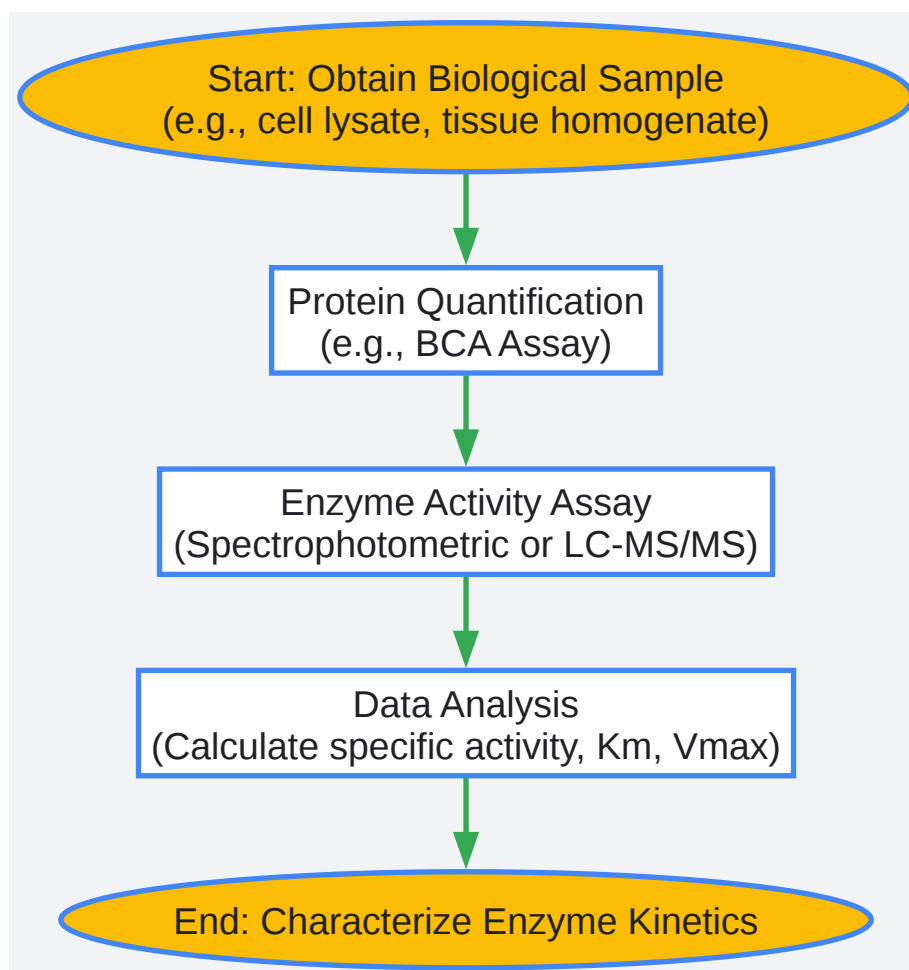 Start: Obtain Biological Sample
(e.g., cell lysate, tissue homogenate)
Protein Quantification
(e.g., BCA Assay)
Enzyme Activity Assay
(Spectrophotometric or LC-MS/MS)
Data Analysis
(Calculate specific activity, Km, Vmax)
End: Characterize Enzyme Kinetics